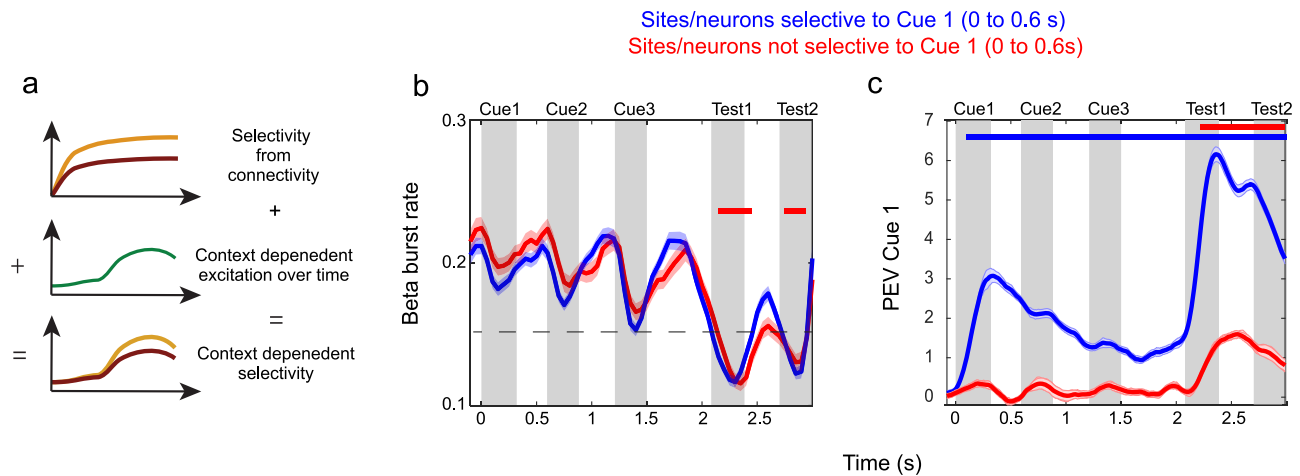 Sites/neurons selective to Cue 1 (0 to 0.6 s)
Sites/neurons not selective to Cue 1 (0 to 0.6s)
a
Selectivity
from
connectivity
+
+
Context depenedent
excitation over time
=
=
Context depenedent
selectivity
b
Cue1 Cue2 Cue3 Test1 Test2
0.3
0.2
0.1
Beta burst rate
0 0.5 1 1.5 2 2.5
c
Cue1 Cue2 Cue3 Test1 Test2
7
6
5
4
3
2
1
0
PEV Cue 1
0 0.5 1 1.5 2 2.5
Time (s)